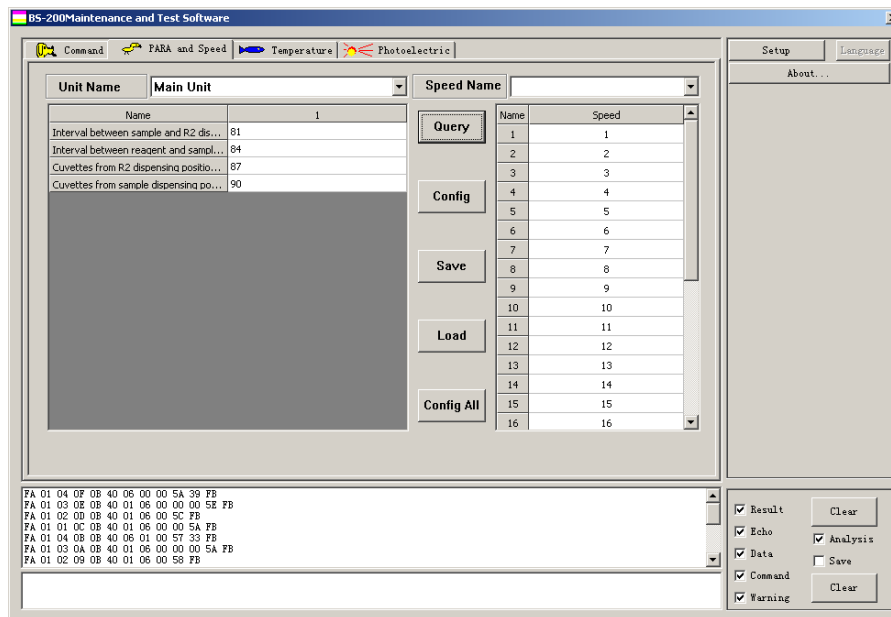 BS-200Maintenance and Test Software
Command PARA and Speed Temperature Photoelectric
Setup Language
About...
Unit Name Main Unit Speed Name
Name 1
Interval between sample and R2 dis... 81
Interval between reagent and sampl... 84
Cuvettes from R2 dispensing positio... 87
Cuvettes from sample dispensing po... 90
Query
Config
Save
Load
Config All
Name Speed
1 1
2 2
3 3
4 4
5 5
6 6
7 7
8 8
9 9
10 10
11 11
12 12
13 13
14 14
15 15
16 16
FA 01 04 0F 0B 40 06 00 00 5A 39 FB
FA 01 03 0E 0B 40 01 06 00 00 00 5E FB
FA 01 02 0D 0B 40 01 06 00 5C FB
FA 01 01 0C 0B 40 01 06 00 00 5A FB
FA 01 04 0B 0B 40 06 01 00 57 33 FB
FA 01 03 0A 0B 40 01 06 00 00 00 5A FB
FA 01 02 09 0B 40 01 06 00 58 FB
Result Clear
Echo Analysis
Data Save
Command Clear
Warning